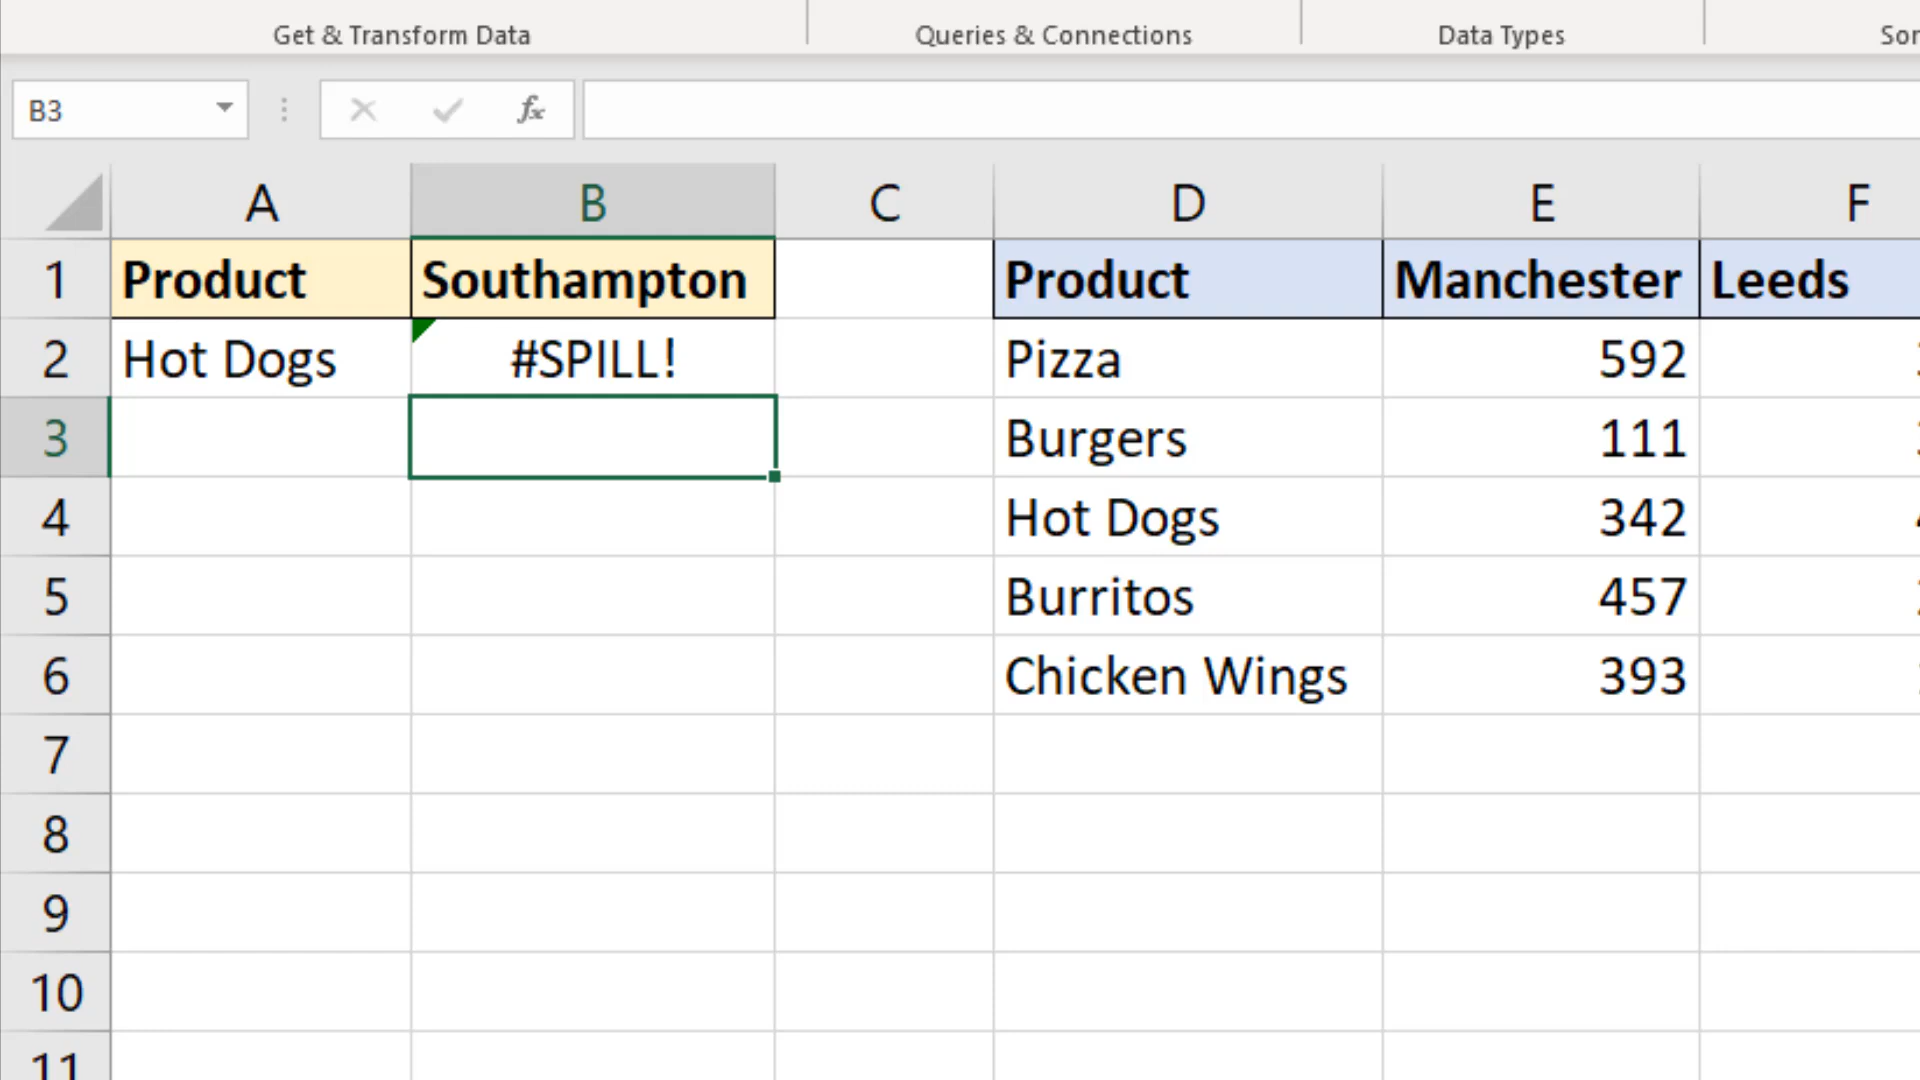 Get & Transform Data Queries & Connections Data Types
B3 fx
A B C D E F
1 Product Southampton Product Manchester Leeds
2 Hot Dogs #SPILL! Pizza 592
3 Burgers 111
4 Hot Dogs 342
5 Burritos 457
6 Chicken Wings 393
7
8
9
10
11